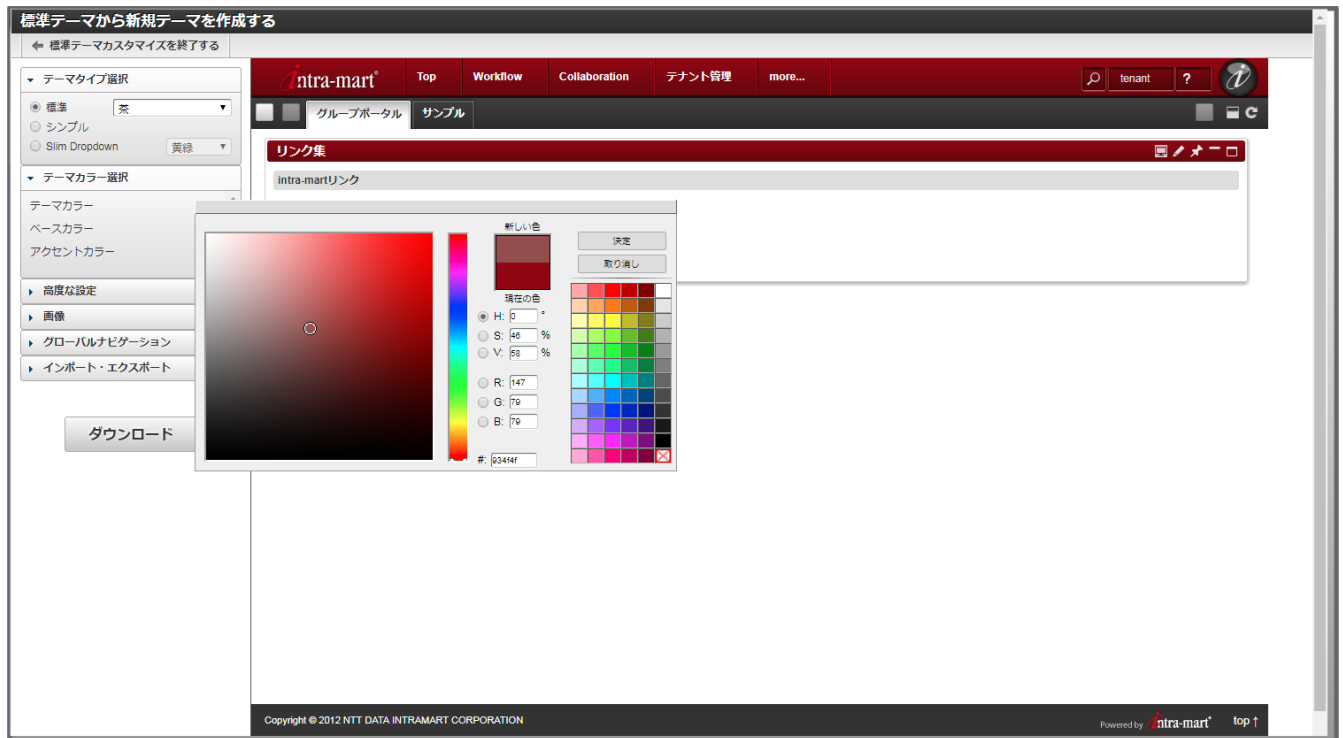 標準テーマから新規テーマを作成する
標準テーマカスタマイズを終了する
テーマタイプ選択
標準 茶
シンプル
Slim Dropdown 黄緑
テーマカラー選択
テーマカラー
ベースカラー
アクセントカラー
高度な設定
画像
グローバルナビゲーション
インポート・エクスポート
ダウンロード
intra-mart® Top Workflow Collaboration テナント管理 more... tenant ?
グループポータル サンプル
リンク集
intra-martリンク
新しい色
現在の色
決定
取り消し
H: 0 °
S: 46 %
V: 58 %
R: 147
G: 79
B: 79
#: 934f4f
Copyright © 2012 NTT DATA INTRAMART CORPORATION
Powered by intra-mart® top ↑